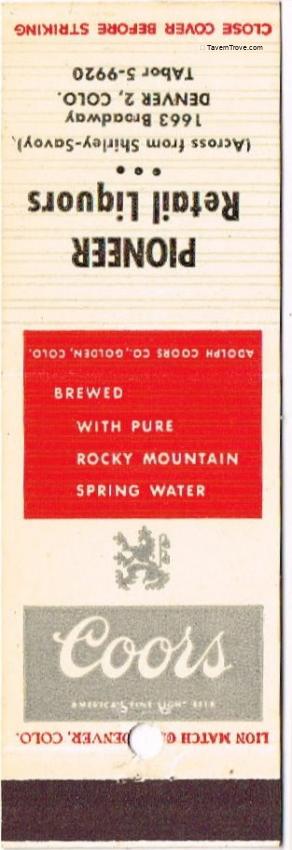 © TavernTrove.com
PIONEER
Retail Liquors
• • •
(Across from Shirley-Savoy)
1663 Broadway
DENVER 2, COLO.
TAbor 5-9920
CLOSE COVER BEFORE STRIKING
ADOLPH COORS CO., GOLDEN, COLO.
BREWED
WITH PURE
ROCKY MOUNTAIN
SPRING WATER
Coors
AMERICA'S FINE LIGHT BEER
LION MATCH DENVER, COLO.